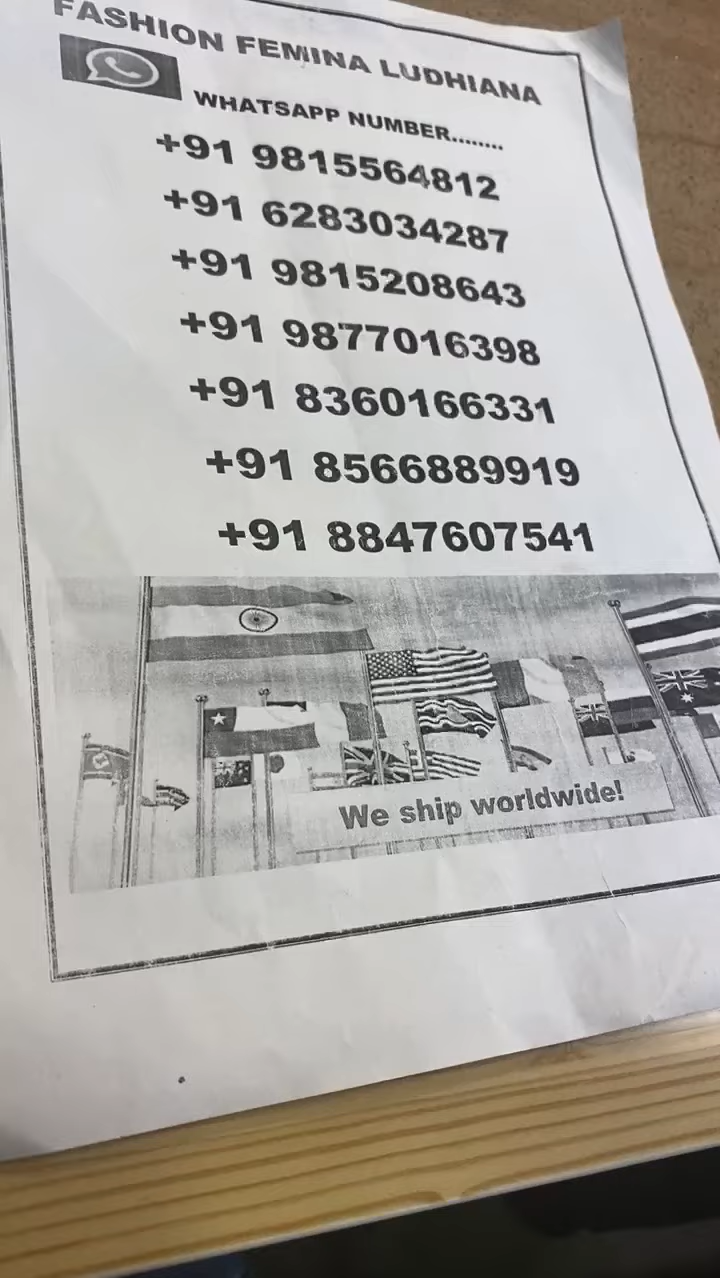 FASHION FEMINA LUDHIANA
WHATSAPP NUMBER........
+91 9815564812
+91 6283034287
+91 9815208643
+91 9877016398
+91 8360166331
+91 8566889919
+91 8847607541
We ship worldwide!